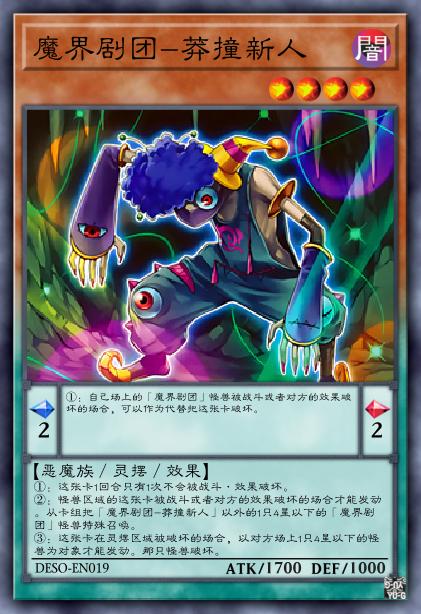 魔界剧团-莽撞新人
闇
①：自己场上的「魔界剧团」怪兽被战斗或者对方的效果破
坏的场合，可以作为代替把这张卡破坏。
2
2
【恶魔族／灵摆／效果】
①：这张卡1回合只有1次不会被战斗·效果破坏。
②：怪兽区域的这张卡被战斗或者对方的效果破坏的场合才能发动
。从卡组把「魔界剧团-莽撞新人」以外的1只4星以下的「魔界剧
团」怪兽特殊召唤。
③：这张卡在灵摆区域被破坏的场合，以对方场上1只4星以下的怪
兽为对象才能发动。那只怪兽破坏。
DESO-EN019
ATK/1700 DEF/1000